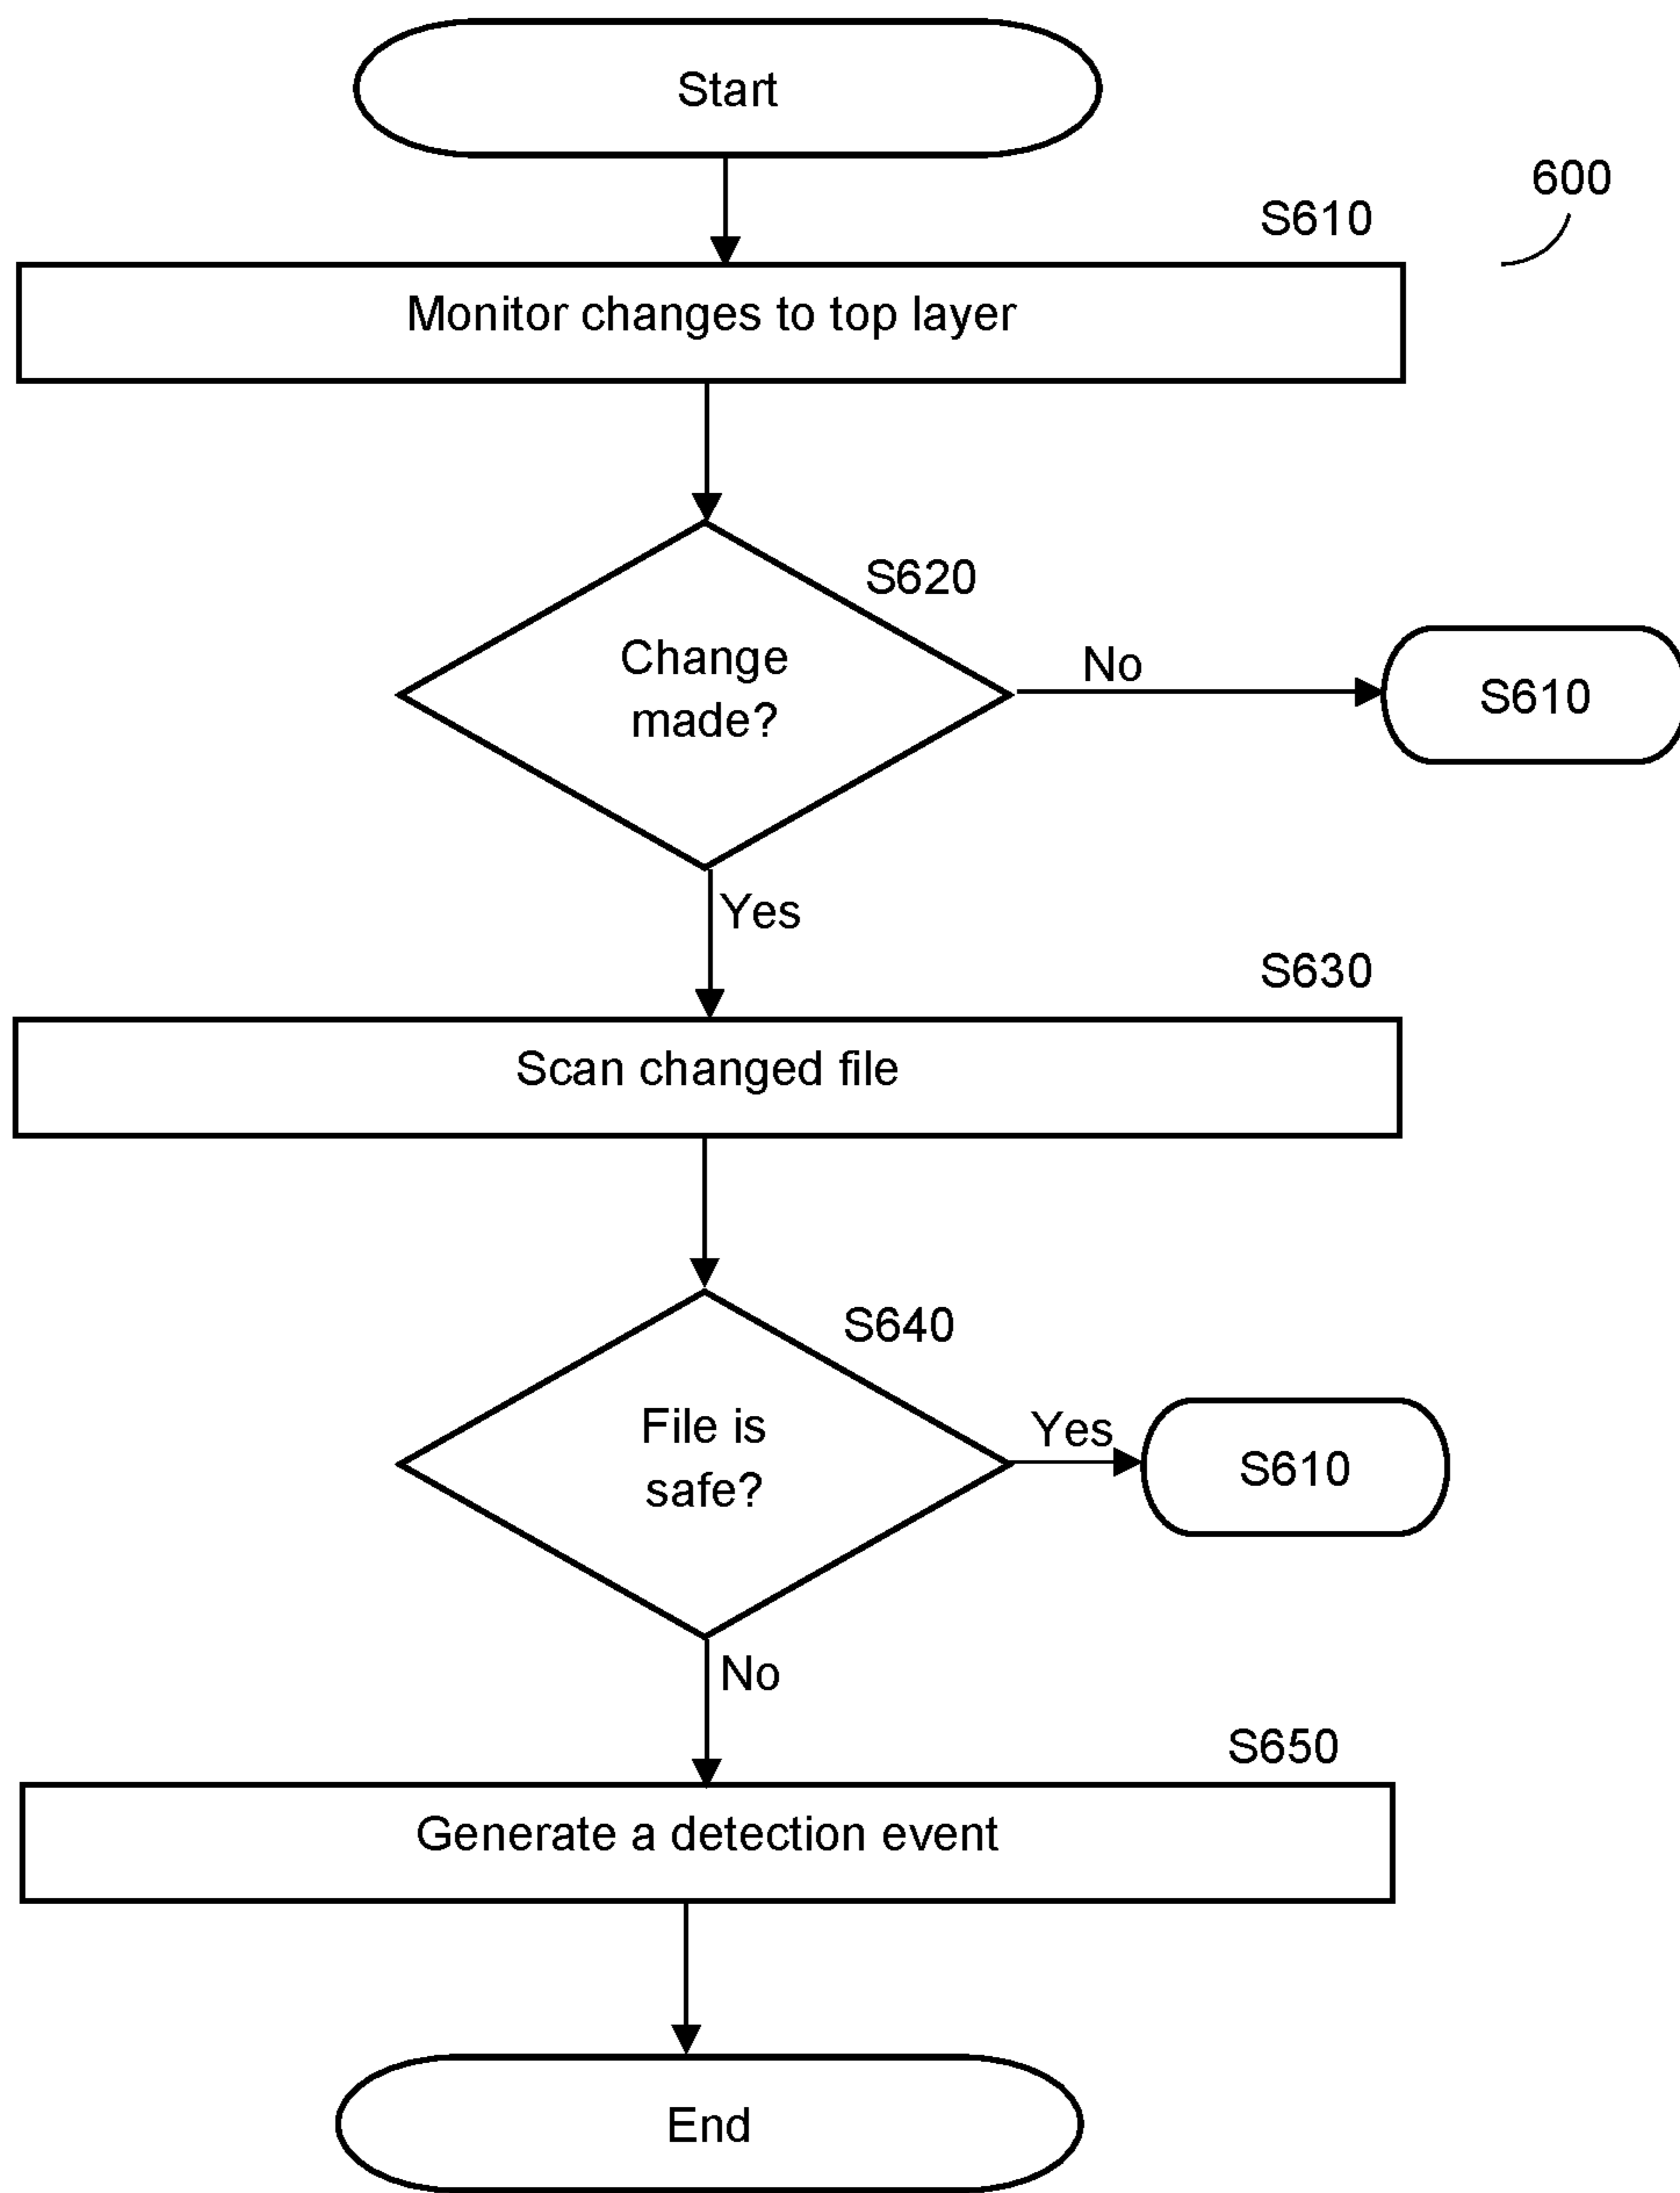 Start
600
S610
Monitor changes to top layer
S620
Change
made?
No
S610
Yes
S630
Scan changed file
S640
File is
safe?
Yes
S610
No
S650
Generate a detection event
End